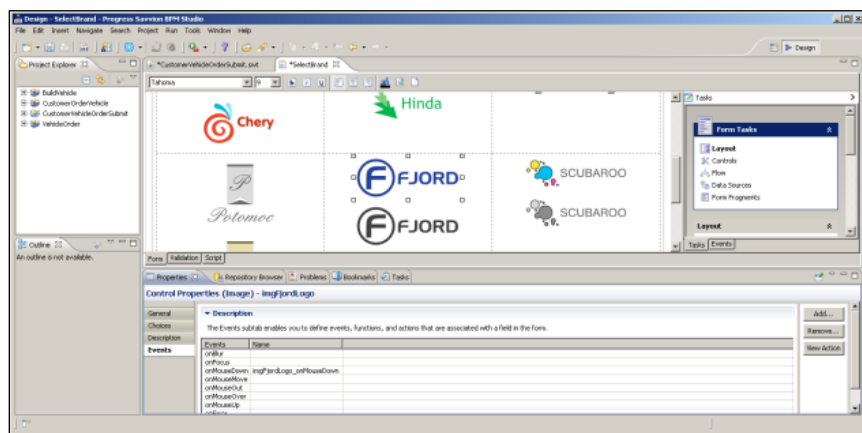 Design - SelectBrand - Progress Savvion BPM Studio
File Edit Insert Navigate Search Project Run Tools Window Help
Design
Project Explorer
*CustomerVehicleOrderSubmit.swt
*SelectBrand
Tahoma
9
BuildVehicle
CustomerOrderVehicle
CustomerVehicleOrderSubmit
VehicleOrder
Chery
Hinda
Tasks
Form Tasks
Layout
Controls
Flow
Data Sources
Form Fragments
P
Potomoc
FJORD
SCUBAROO
FJORD
SCUBAROO
Layout
Tasks Events
Outline
An outline is not available.
Form Validation Script
Properties Repository Browser Problems Bookmarks Tasks
Control Properties (Image) - imgFjordLogo
General
Choices
Description
Events
Description
The Events subtab enables you to define events, functions, and actions that are associated with a field in the form.
Events Name
onBlur
onFocus
onMouseDown imgFjordLogo_onMouseDown
onMouseMove
onMouseOut
onMouseOver
onMouseUp
Add...
Remove...
New Action